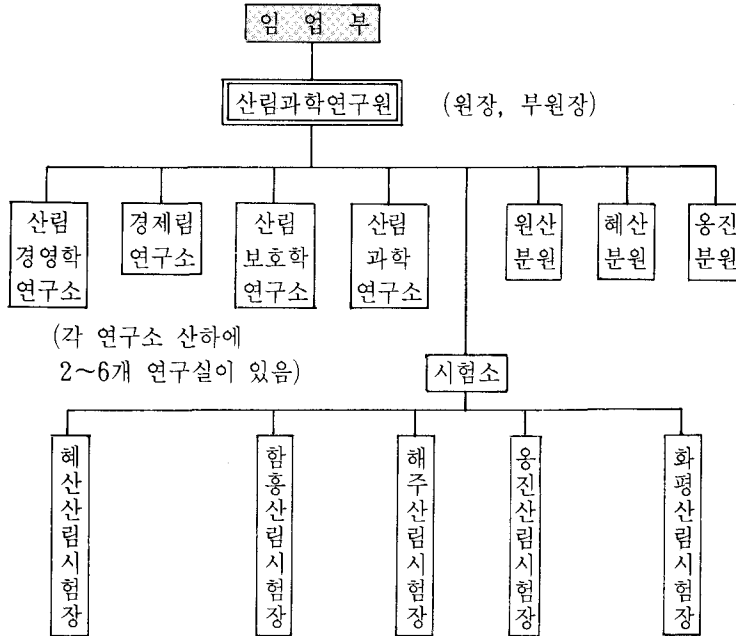 임 업 부
산림과학연구원
(원장, 부원장)
산림
경영학
연구소
경제림
연구소
산림
보호학
연구소
산림
과학
연구소
원산
분원
혜산
분원
옹진
분원
(각 연구소 산하에
2~6개 연구실이 있음)
시험소
혜산산림시험장
함흥산림시험장
해주산림시험장
옹진산림시험장
화평산림시험장